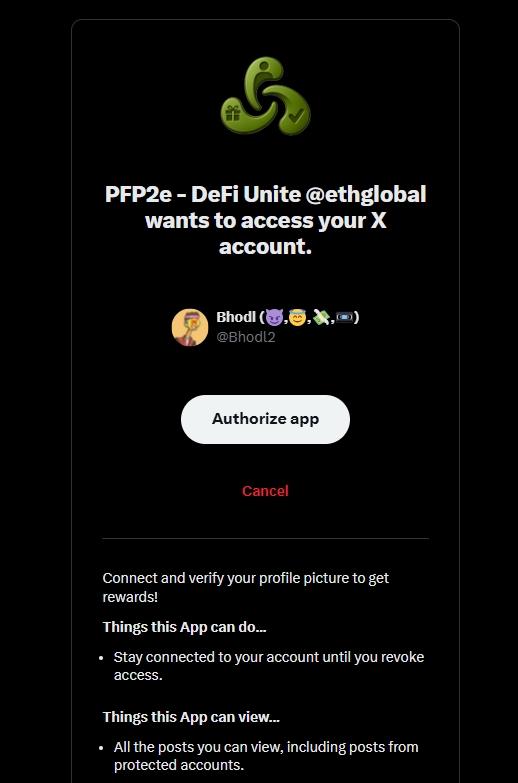 PFP2e - DeFi Unite @ethglobal
wants to access your X
account.
Bhodl (😈,😇,💸,📼)
@Bhodl2
Authorize app
Cancel
Connect and verify your profile picture to get
rewards!
Things this App can do...
• Stay connected to your account until you revoke
access.
Things this App can view...
• All the posts you can view, including posts from
protected accounts.